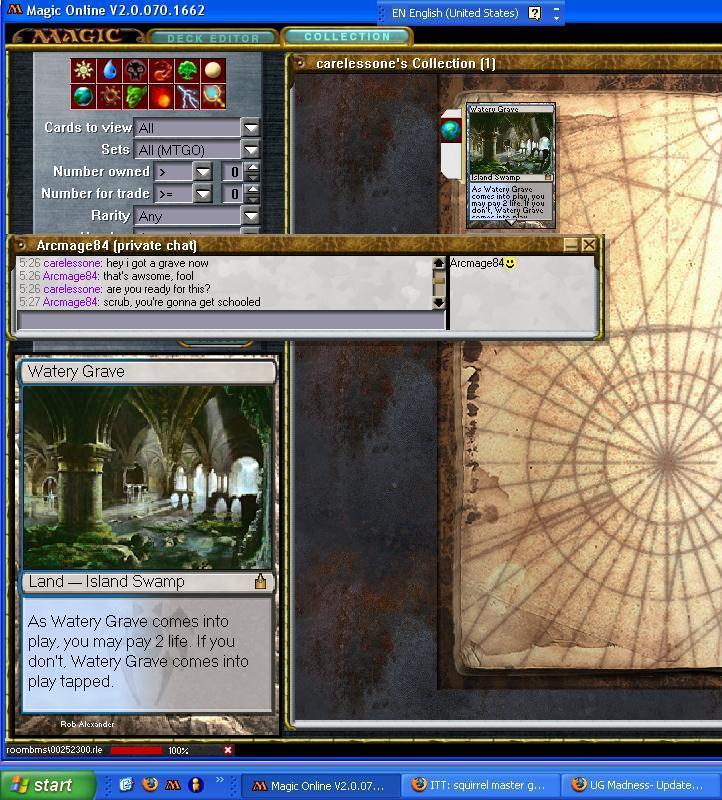 Magic Online V2.0.070.1662
EN English (United States)
MAGIC
DECK EDITOR
COLLECTION
carelessone's Collection (1)
Cards to view All
Sets All (MTGO)
Number owned > 0
Number for trade >= 0
Rarity Any
Watery Grave
Island Swamp
As Watery Grave
comes into play, you
may pay 2 life. If you
don't, Watery Grave
comes into play
Arcmage84 (private chat)
5:26 carelessone: hey i got a grave now
5:26 Arcmage84: that's awsome, fool
5:26 carelessone: are you ready for this?
5:27 Arcmage84: scrub, you're gonna get schooled
Arcmage84
Watery Grave
Land — Island Swamp
As Watery Grave comes into
play, you may pay 2 life. If you
don't, Watery Grave comes into
play tapped.
Rob Alexander
roombms\00252300.rle 100%
start
Magic Online V2.0.07...
ITT: squirrel master g...
UG Madness- Update...